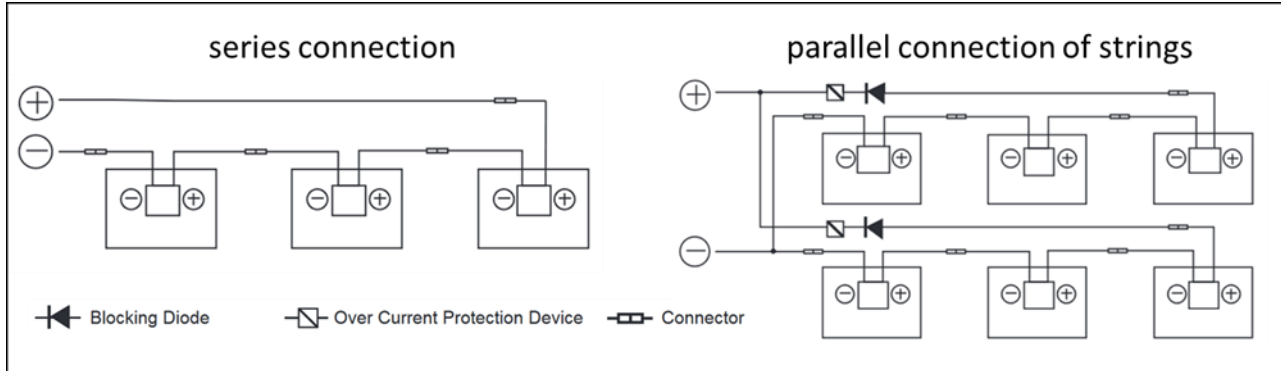 series connection
parallel connection of strings
Blocking Diode
Over Current Protection Device
Connector